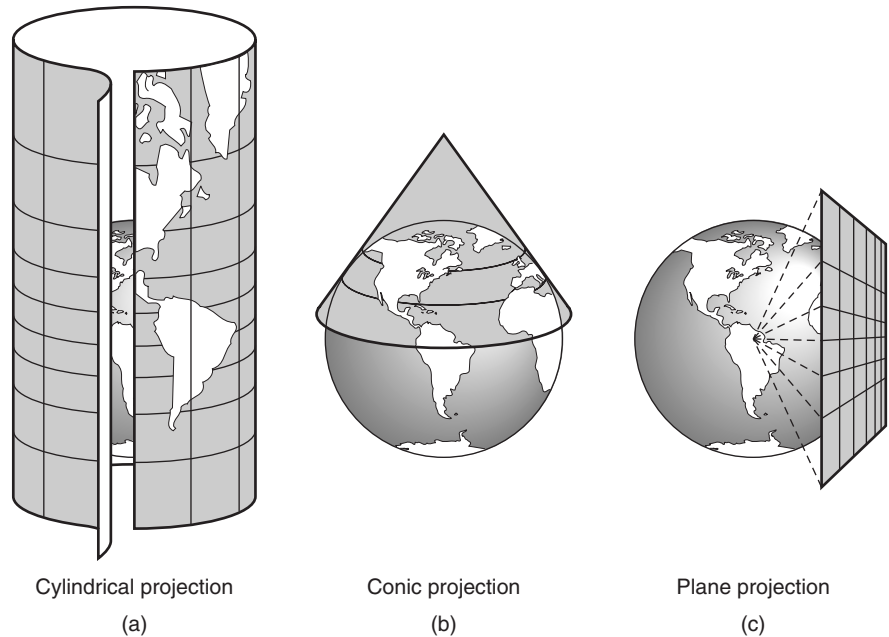 Cylindrical projection
(a)
Conic projection
(b)
Plane projection
(c)